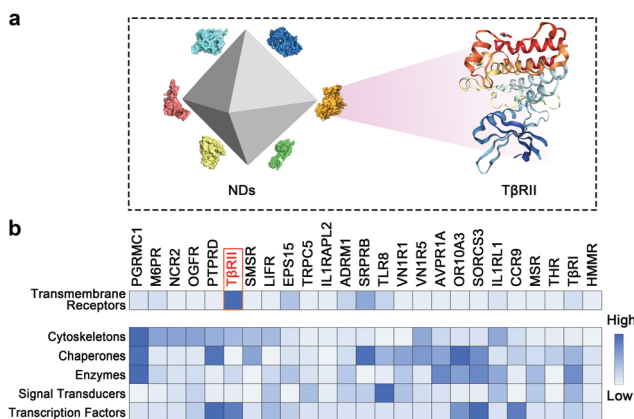 a
NDs
TβRII
b
PGRMC1
M6PR
NCR2
OGFR
PTPRD
TβRII
SMSR
LIFR
EPS15
TRPC5
IL1RAPL2
ADRM1
SRPRB
TLR8
VN1R1
VN1R5
AVPR1A
OR10A3
SORCS3
IL1RL1
CCR9
MSR
THR
TβRI
HMMR
Transmembrane
Receptors
Cytoskeletons
Chaperones
Enzymes
Signal Transducers
Transcription Factors
High
Low